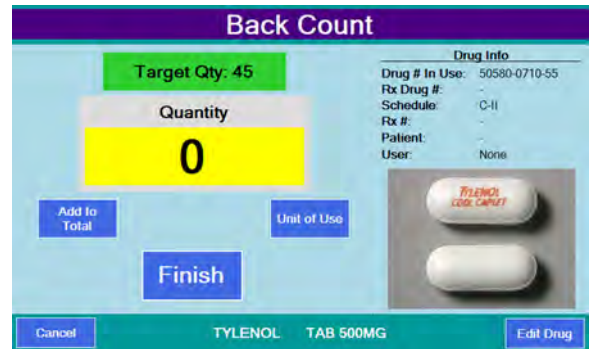 Back Count
Target Qty: 45
Quantity
0
Add to
Total
Unit of Use
Finish
Drug Info
Drug # In Use: 50580-0710-55
Rx Drug #: -
Schedule: C-II
Rx #: -
Patient: -
User: None
TYLENOL
COOL CAPLET
Cancel
TYLENOL TAB 500MG
Edit Drug